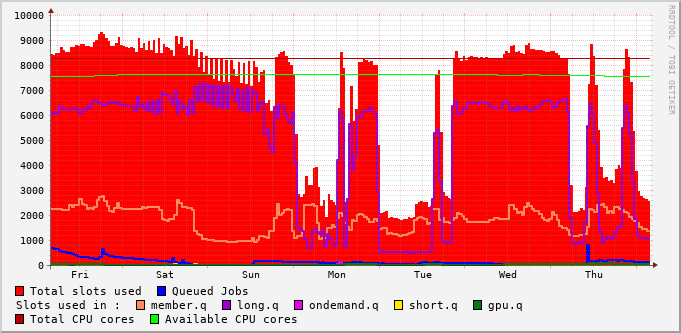 10000
9000
8000
7000
6000
5000
4000
3000
2000
1000
0
Fri Sat Sun Mon Tue Wed Thu
RRDTOOL / TOBI OETIKER
Total slots used Queued Jobs
Slots used in : member.q long.q ondemand.q short.q gpu.q
Total CPU cores Available CPU cores